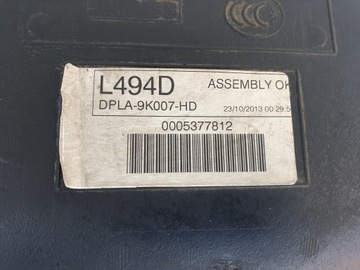 L494D ASSEMBLY OK
DPLA-9K007-HD 23/10/2013 00:29:5
0005377812